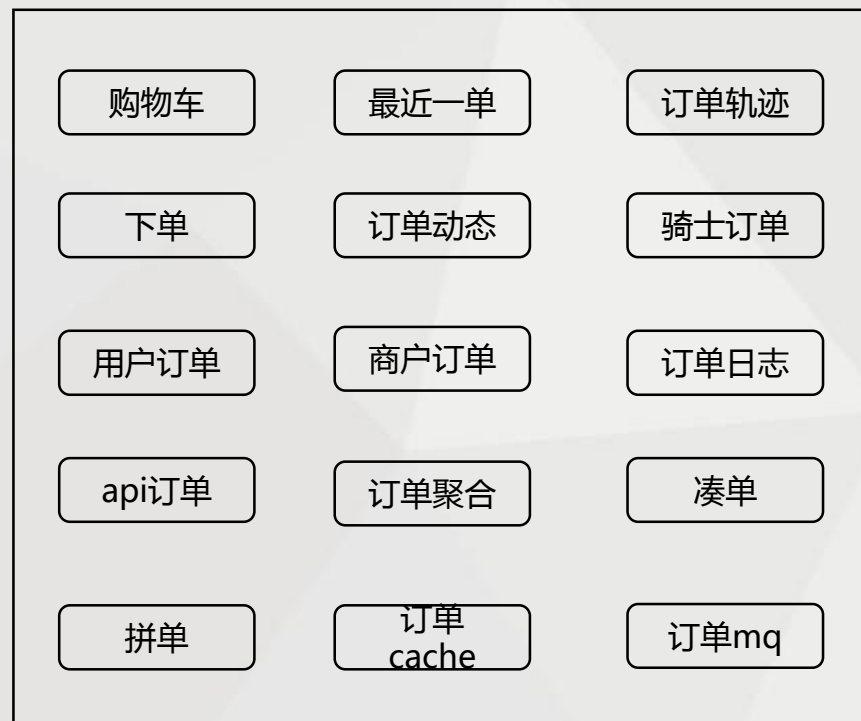 购物车
最近一单
订单轨迹
下单
订单动态
骑士订单
用户订单
商户订单
订单日志
api订单
订单聚合
凑单
拼单
订单
cache
订单mq